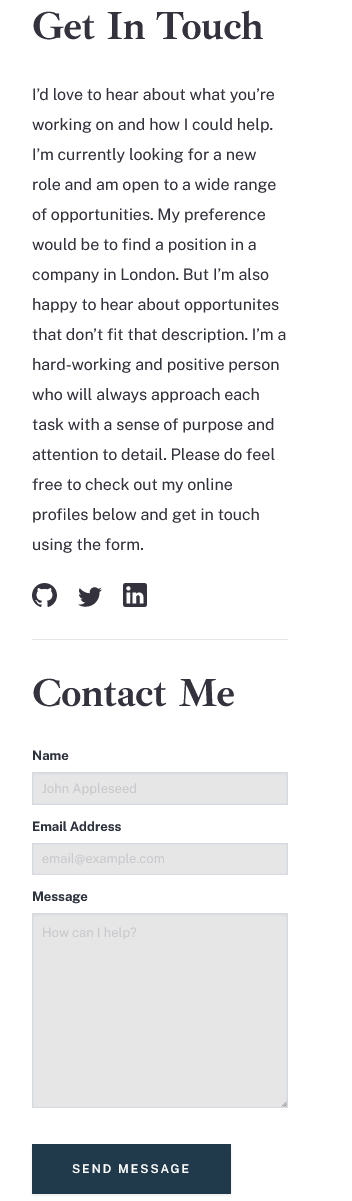 Get In Touch
I’d love to hear about what you’re
working on and how I could help.
I’m currently looking for a new
role and am open to a wide range
of opportunities. My preference
would be to find a position in a
company in London. But I’m also
happy to hear about opportunites
that don’t fit that description. I’m a
hard-working and positive person
who will always approach each
task with a sense of purpose and
attention to detail. Please do feel
free to check out my online
profiles below and get in touch
using the form.
in
Contact Me
Name
John Appleseed
Email Address
email@example.com
Message
How can I help?
SEND MESSAGE